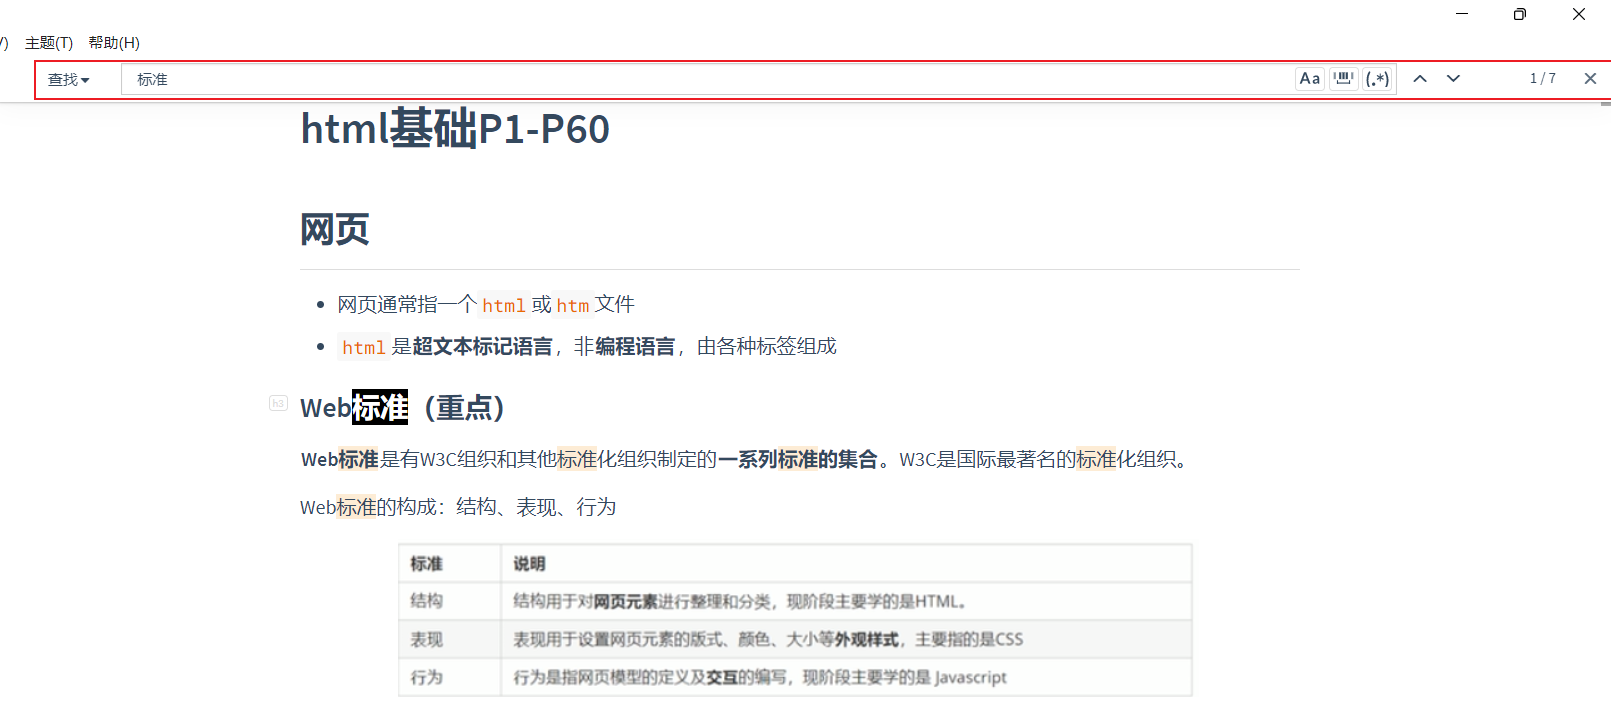 主题(T) 帮助(H)
查找 标准 Aa (.*) 1 / 7
html基础P1-P60
网页
网页通常指一个 html 或 htm 文件
html 是超文本标记语言，非编程语言，由各种标签组成
h3 Web标准（重点）
Web标准是有W3C组织和其他标准化组织制定的一系列标准的集合。W3C是国际最著名的标准化组织。
Web标准的构成：结构、表现、行为
标准 说明
结构 结构用于对网页元素进行整理和分类，现阶段主要学的是HTML。
表现 表现用于设置网页元素的版式、颜色、大小等外观样式，主要指的是CSS
行为 行为是指网页模型的定义及交互的编写，现阶段主要学的是 Javascript